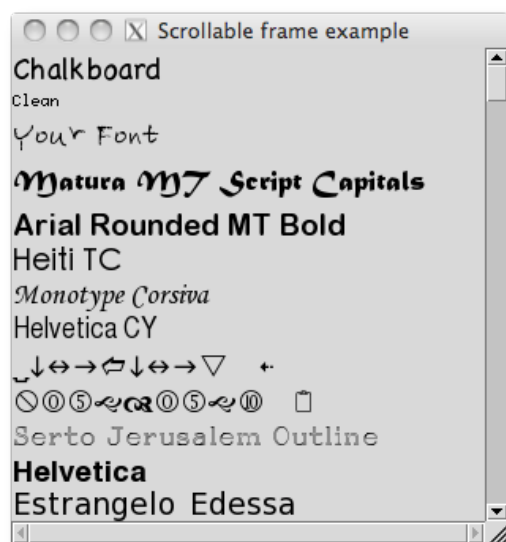 Scrollable frame example
Chalkboard
Clean
Your Font
Matura MT Script Capitals
Arial Rounded MT Bold
Heiti TC
Monotype Corsiva
Helvetica CY
Serto Jerusalem Outline
Helvetica
Estrangelo Edessa